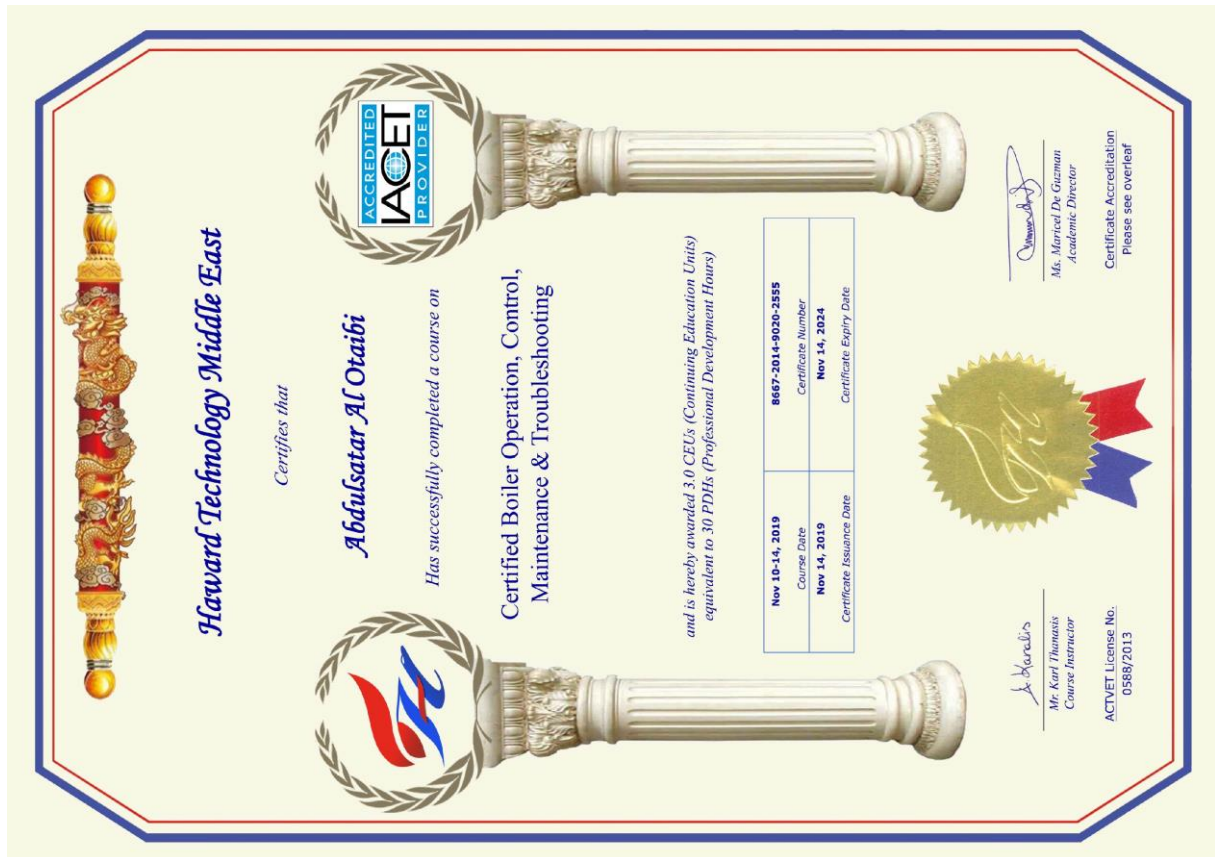 ACCREDITED
IACET
PROVIDER
Haward Technology Middle East
Certifies that
Abdulsatar Al Otaibi
Has successfully completed a course on
Certified Boiler Operation, Control,
Maintenance & Troubleshooting
and is hereby awarded 3.0 CEUs (Continuing Education Units)
equivalent to 30 PDHs (Professional Development Hours)
Nov 10-14, 2019 8667-2014-9020-2555
Course Date Certificate Number
Nov 14, 2019 Nov 14, 2024
Certificate Issuance Date Certificate Expiry Date
Mr. Karl Thanasis
Course Instructor
Ms. Maricel De Guzman
Academic Director
ACTVET License No.
0588/2013
Certificate Accreditation
Please see overleaf